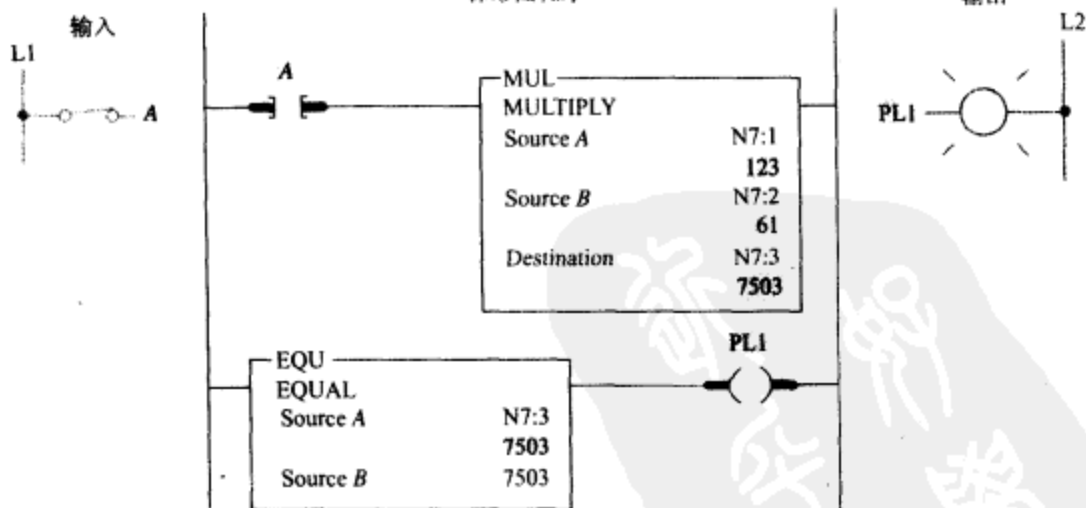 输入
L1
A
A
MUL
MULTIPLY
Source A N7:1
123
Source B N7:2
61
Destination N7:3
7503
PL1
L2
PL1
EQU
EQUAL
Source A N7:3
7503
Source B 7503